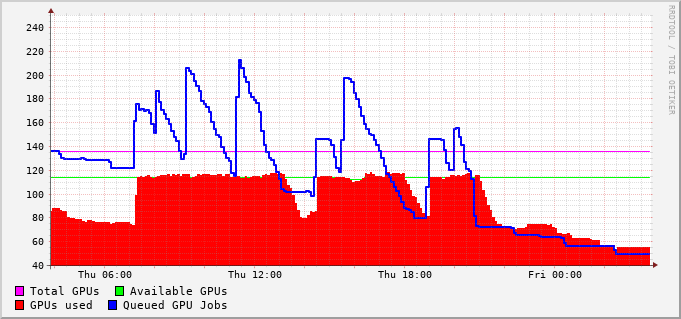 RRDTOOL / TOBI OETIKER
240
220
200
180
160
140
120
100
80
60
40
Thu 06:00 Thu 12:00 Thu 18:00 Fri 00:00
Total GPUs Available GPUs
GPUs used Queued GPU Jobs